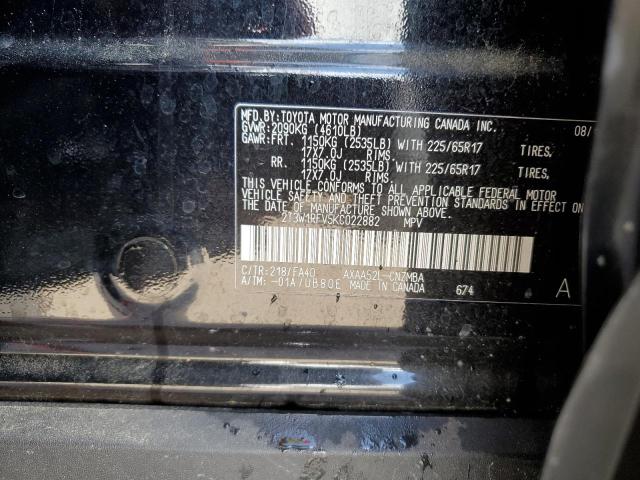 MFD.BY:TOYOTA MOTOR MANUFACTURING CANADA INC. 08/
GVWR:2090KG (4610LB)
GAWR:FRT. 1150KG (2535LB) WITH 225/65R17 TIRES,
17X7.0J RIMS,
RR. 1150KG (2535LB) WITH 225/65R17 TIRES,
17X7.0J RIMS,
THIS VEHICLE CONFORMS TO ALL APPLICABLE FEDERAL MOTOR
VEHICLE SAFETY AND THEFT PREVENTION STANDARDS IN EFFECT ON
THE DATE OF MANUFACTURE SHOWN ABOVE.
2T3W1RFV5KC022882 MPV
C/TR:218/FA40 AXAA52L-CNZMBA
A/TM:-01A/UB80E MADE IN CANADA 674 A